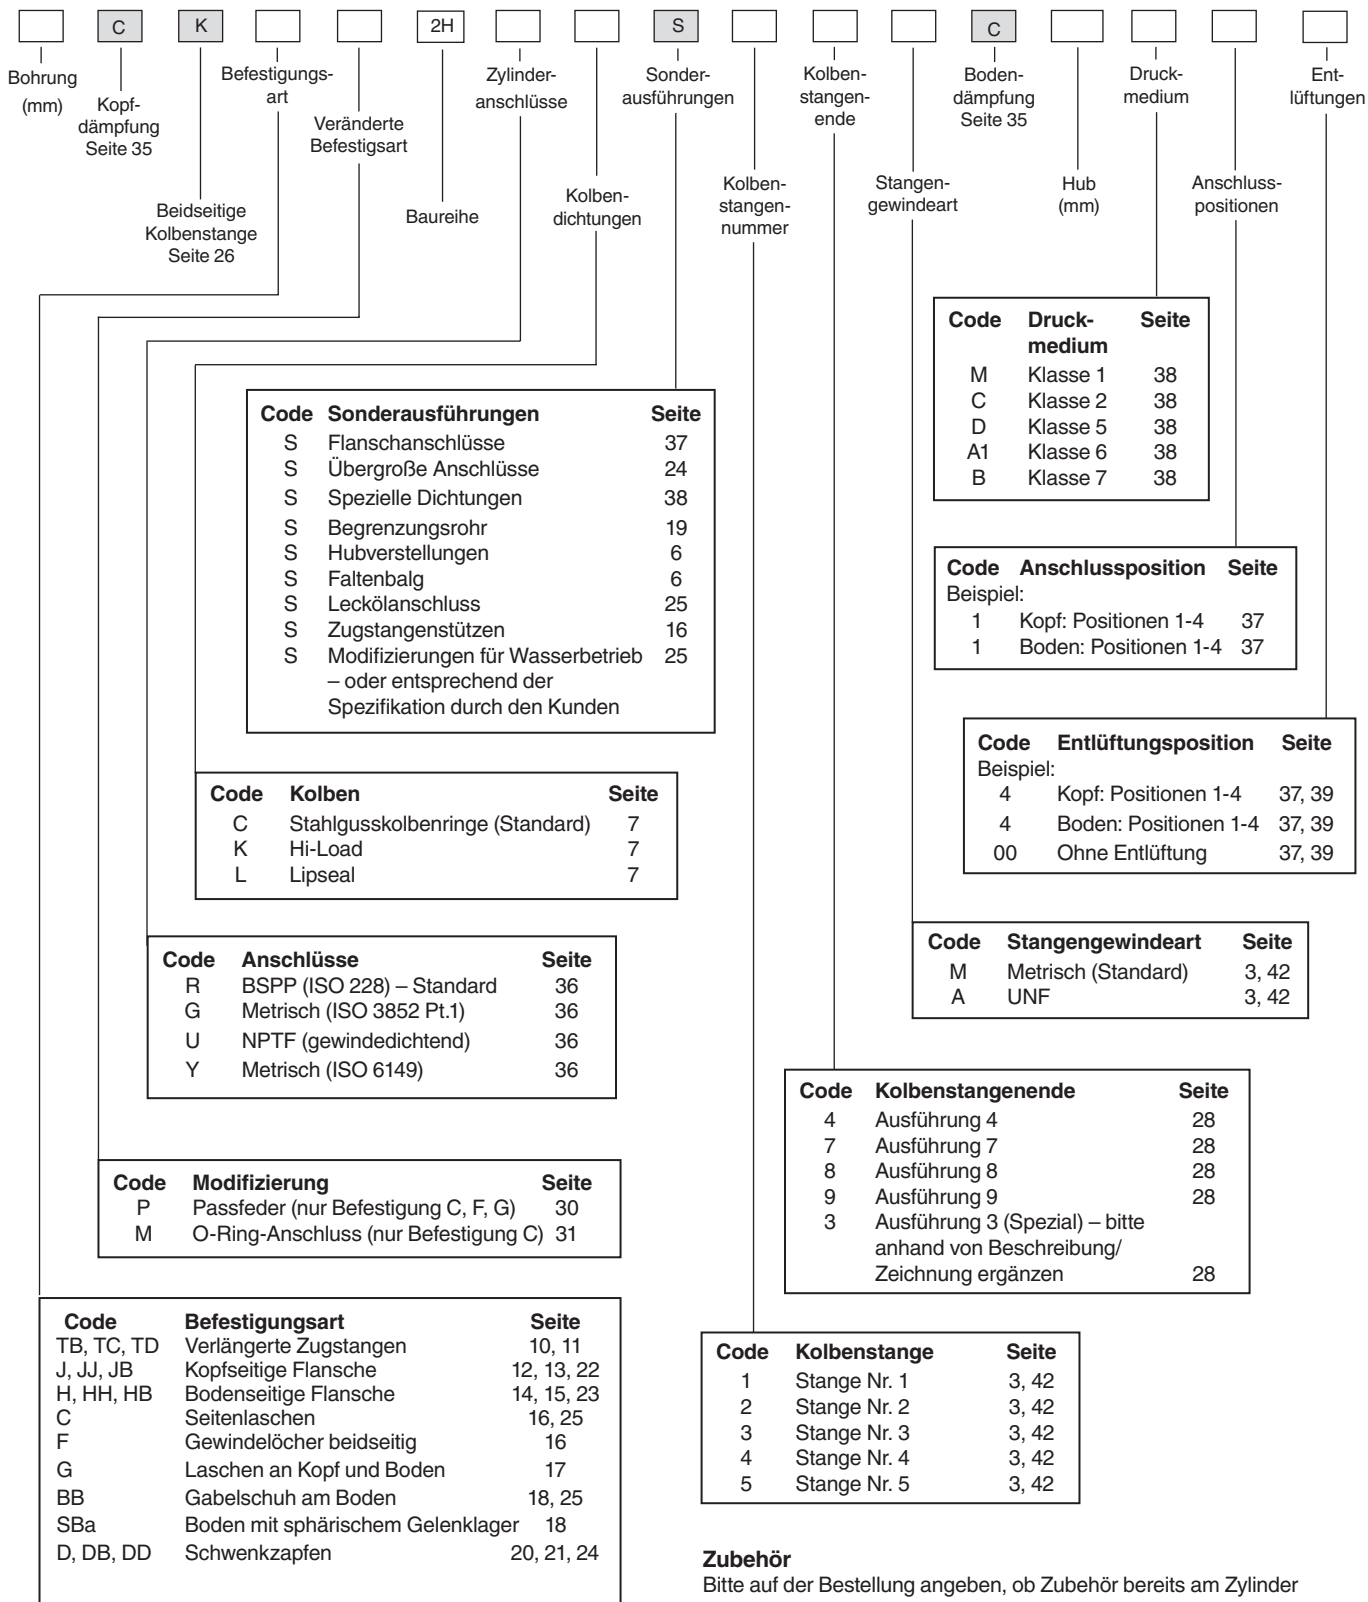 C K 2H S C
Bohrung
(mm)
Kopf-
dämpfung
Seite 35
Beidseitige
Kolbenstange
Seite 26
Befestigungs-
art
Veränderte
Befestigsart
Baureihe
Zylinder-
anschlüsse
Kolben-
dichtungen
Sonder-
ausführungen
Kolben-
stangen-
nummer
Kolben-
stangen-
ende
Stangen-
gewindeart
Boden-
dämpfung
Seite 35
Hub
(mm)
Druck-
medium
Anschluss-
positionen
Ent-
lüftungen
Code Druck- Seite
medium
M Klasse 1 38
C Klasse 2 38
D Klasse 5 38
A1 Klasse 6 38
B Klasse 7 38
Code Sonderausführungen Seite
S Flanschanschlüsse 37
S Übergroße Anschlüsse 24
S Spezielle Dichtungen 38
S Begrenzungsrohr 19
S Hubverstellungen 6
S Faltenbalg 6
S Leckölanschluss 25
S Zugstangenstützen 16
S Modifizierungen für Wasserbetrieb 25
– oder entsprechend der
Spezifikation durch den Kunden
Code Anschlussposition Seite
Beispiel:
1 Kopf: Positionen 1-4 37
1 Boden: Positionen 1-4 37
Code Entlüftungsposition Seite
Beispiel:
4 Kopf: Positionen 1-4 37, 39
4 Boden: Positionen 1-4 37, 39
00 Ohne Entlüftung 37, 39
Code Kolben Seite
C Stahlgusskolbenringe (Standard) 7
K Hi-Load 7
L Lipseal 7
Code Stangengewindeart Seite
M Metrisch (Standard) 3, 42
A UNF 3, 42
Code Anschlüsse Seite
R BSPP (ISO 228) – Standard 36
G Metrisch (ISO 3852 Pt.1) 36
U NPTF (gewindedichtend) 36
Y Metrisch (ISO 6149) 36
Code Kolbenstangenende Seite
4 Ausführung 4 28
7 Ausführung 7 28
8 Ausführung 8 28
9 Ausführung 9 28
3 Ausführung 3 (Spezial) – bitte
anhand von Beschreibung/
Zeichnung ergänzen 28
Code Modifizierung Seite
P Passfeder (nur Befestigung C, F, G) 30
M O-Ring-Anschluss (nur Befestigung C) 31
Code Befestigungsart Seite
TB, TC, TD Verlängerte Zugstangen 10, 11
J, JJ, JB Kopfseitige Flansche 12, 13, 22
H, HH, HB Bodenseitige Flansche 14, 15, 23
C Seitenlaschen 16, 25
F Gewindelöcher beidseitig 16
G Laschen an Kopf und Boden 17
BB Gabelschuh am Boden 18, 25
SBa Boden mit sphärischem Gelenklager 18
D, DB, DD Schwenkzapfen 20, 21, 24
Code Kolbenstange Seite
1 Stange Nr. 1 3, 42
2 Stange Nr. 2 3, 42
3 Stange Nr. 3 3, 42
4 Stange Nr. 4 3, 42
5 Stange Nr. 5 3, 42
Zubehör
Bitte auf der Bestellung angeben, ob Zubehör bereits am Zylinder